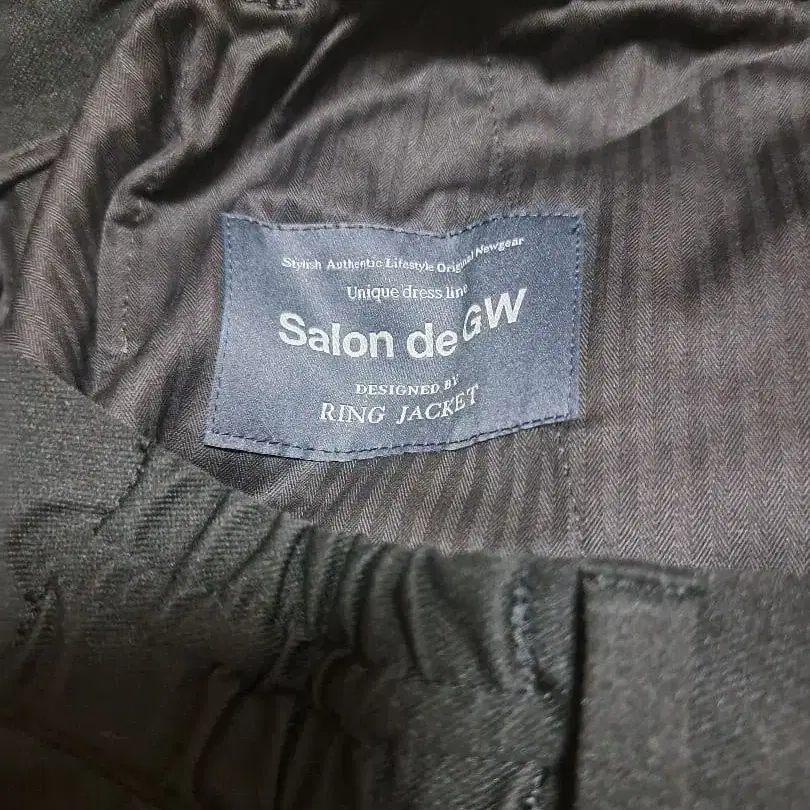 Stylish Authentic Lifestyle Original Newgear
Unique dress line
Salon de GW
DESIGNED BY
RING JACKET